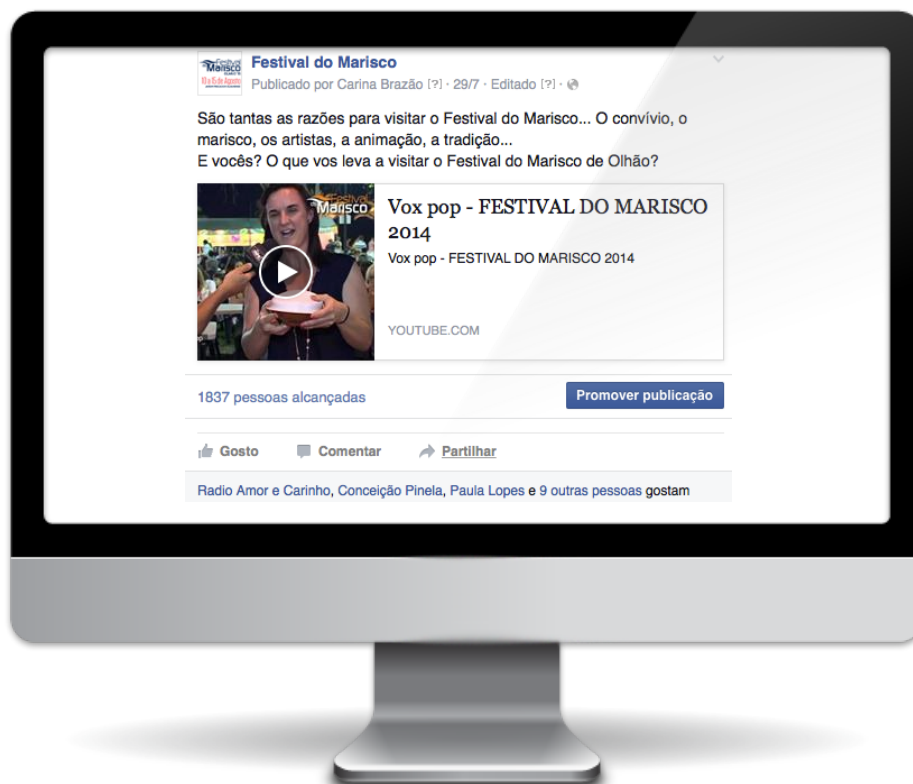 Festival
Marisco
Festival do Marisco
Publicado por Carina Brazão [?] · 29/7 · Editado [?] ·
São tantas as razões para visitar o Festival do Marisco... O convívio, o
marisco, os artistas, a animação, a tradição...
E vocês? O que vos leva a visitar o Festival do Marisco de Olhão?
Festival
Marisco
Vox pop - FESTIVAL DO MARISCO
2014
Vox pop - FESTIVAL DO MARISCO 2014
YOUTUBE.COM
1837 pessoas alcançadas
Promover publicação
Gosto Comentar Partilhar
Radio Amor e Carinho, Conceição Pinela, Paula Lopes e 9 outras pessoas gostam